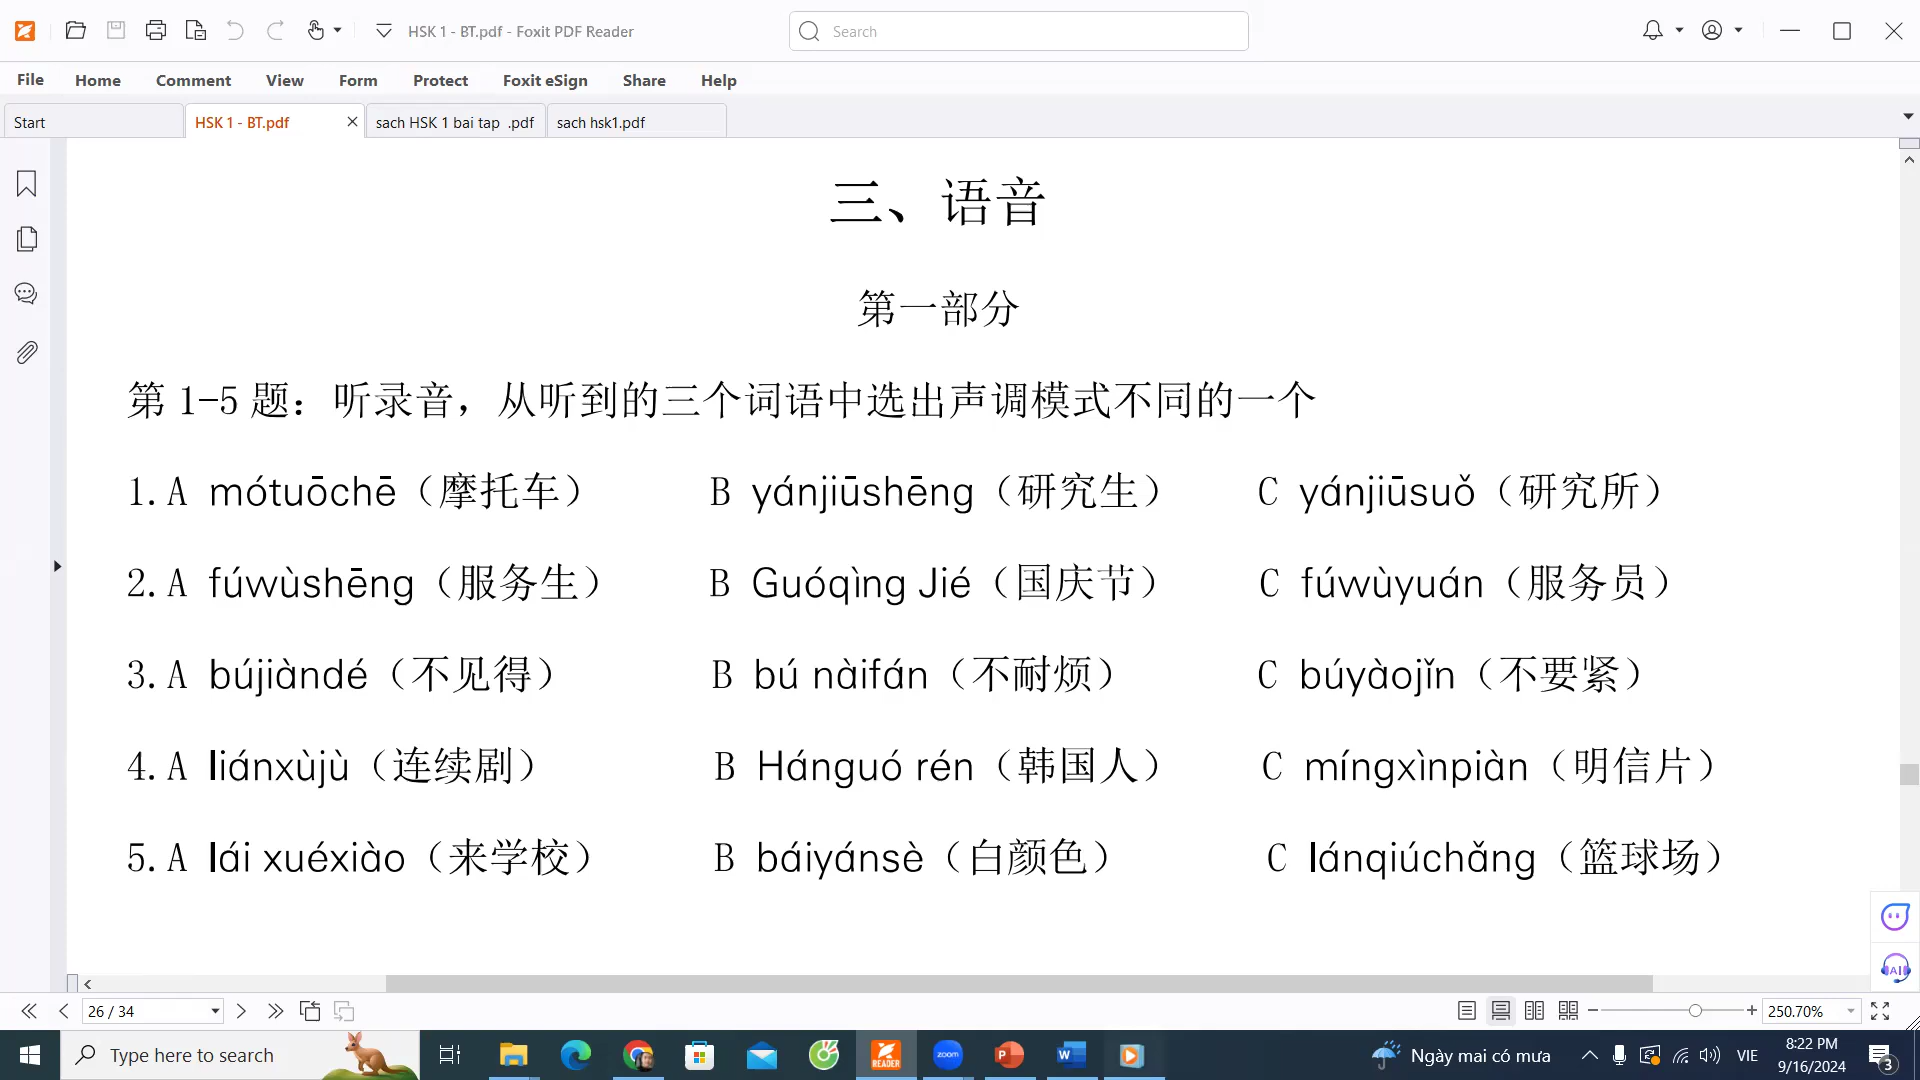 HSK 1 - BT.pdf - Foxit PDF Reader
Search
File Home Comment View Form Protect Foxit eSign Share Help
Start HSK 1 - BT.pdf sach HSK 1 bai tap .pdf sach hsk1.pdf
三、语音
第一部分
第 1-5 题：听录音，从听到的三个词语中选出声调模式不同的一个
1. A mótuōchē（摩托车） B yánjiūshēng（研究生） C yánjiūsuǒ（研究所）
2. A fúwùshēng（服务生） B Guóqìng Jié（国庆节） C fúwùyuán（服务员）
3. A bújiàndé（不见得） B bú nàifán（不耐烦） C búyàojǐn（不要紧）
4. A liánxùjù（连续剧） B Hánguó rén（韩国人） C míngxìnpiàn（明信片）
5. A lái xuéxiào（来学校） B báiyánsè（白颜色） C lánqiúchǎng（篮球场）
AI
26 / 34
250.70%
Type here to search
READER
zoom
Ngày mai có mưa
VIE
8:22 PM
9/16/2024
3